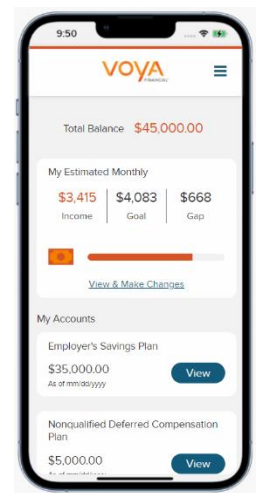 9:50
VOYA
FINANCIAL
Total Balance $45,000.00
My Estimated Monthly
$3,415 $4,083 $668
Income Goal Gap
View & Make Changes
My Accounts
Employer's Savings Plan
$35,000.00
View
As of mm/dd/yyyy
Nonqualified Deferred Compensation
Plan
$5,000.00
View